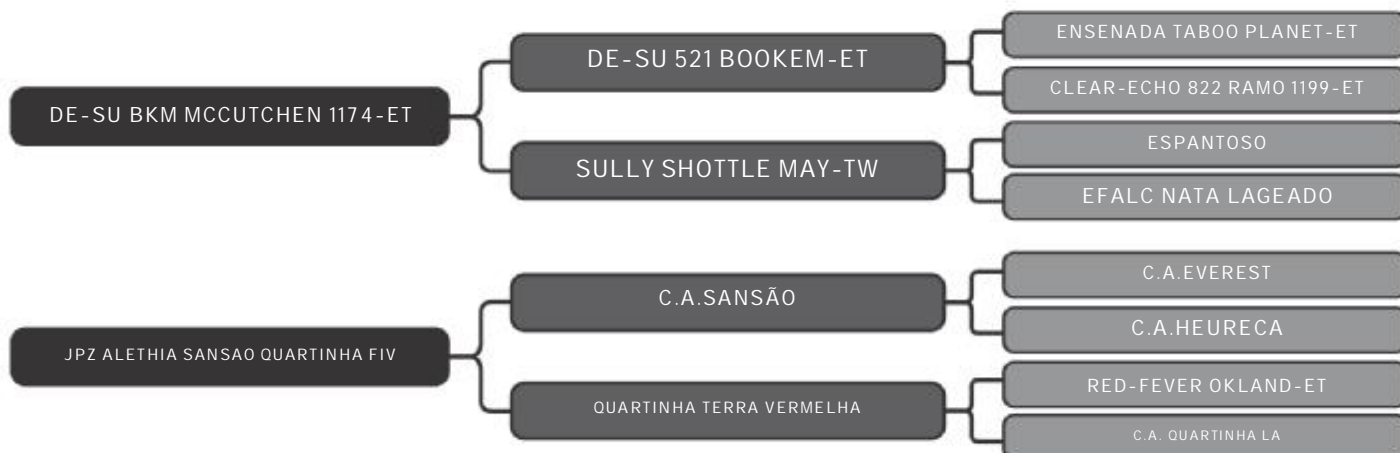 ENSENADA TABOO PLANET-ET
DE-SU 521 BOOKEM-ET
CLEAR-ECHO 822 RAMO 1199-ET
DE-SU BKM MCCUTCHEN 1174-ET
ESPANTOSO
SULLY SHOTTLE MAY-TW
EFALC NATA LAGEADO
C.A.EVEREST
C.A.SANSÃO
C.A.HEURECA
JPZ ALETHIA SANSAO QUARTINHA FIV
RED-FEVER OKLAND-ET
QUARTINHA TERRA VERMELHA
C.A. QUARTINHA LA